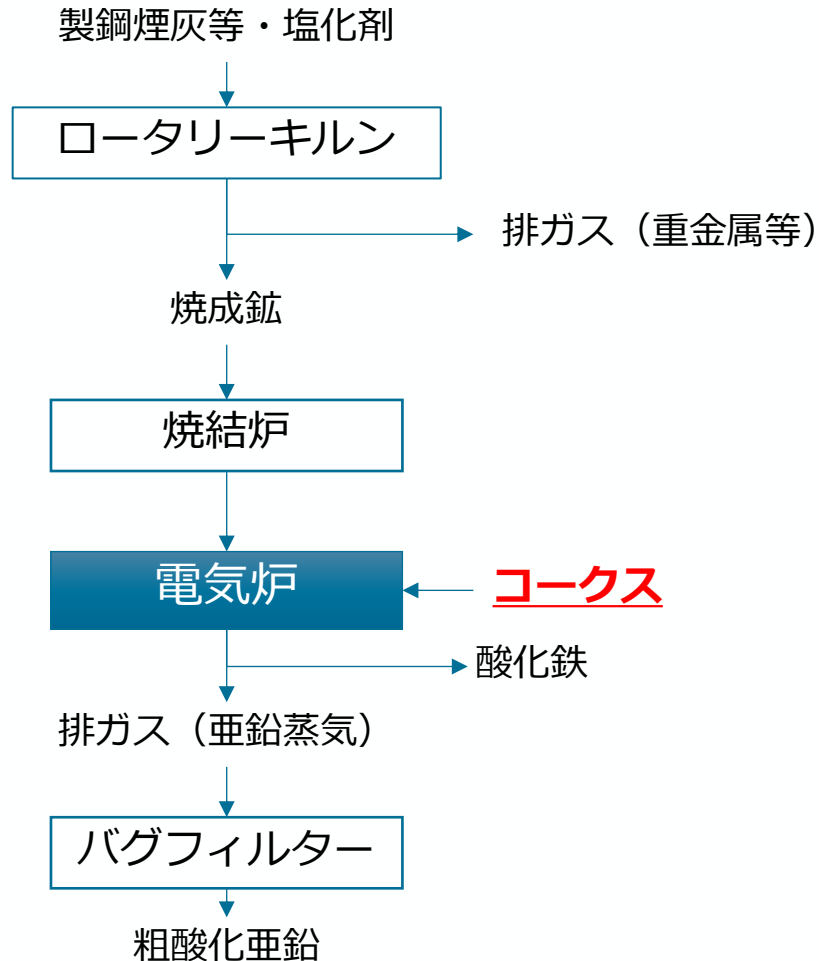 製鋼煙灰等・塩化剤
ロータリーキルン
排ガス（重金属等）
焼成鉱
焼結炉
電気炉
コークス
酸化鉄
排ガス（亜鉛蒸気）
バグフィルター
粗酸化亜鉛